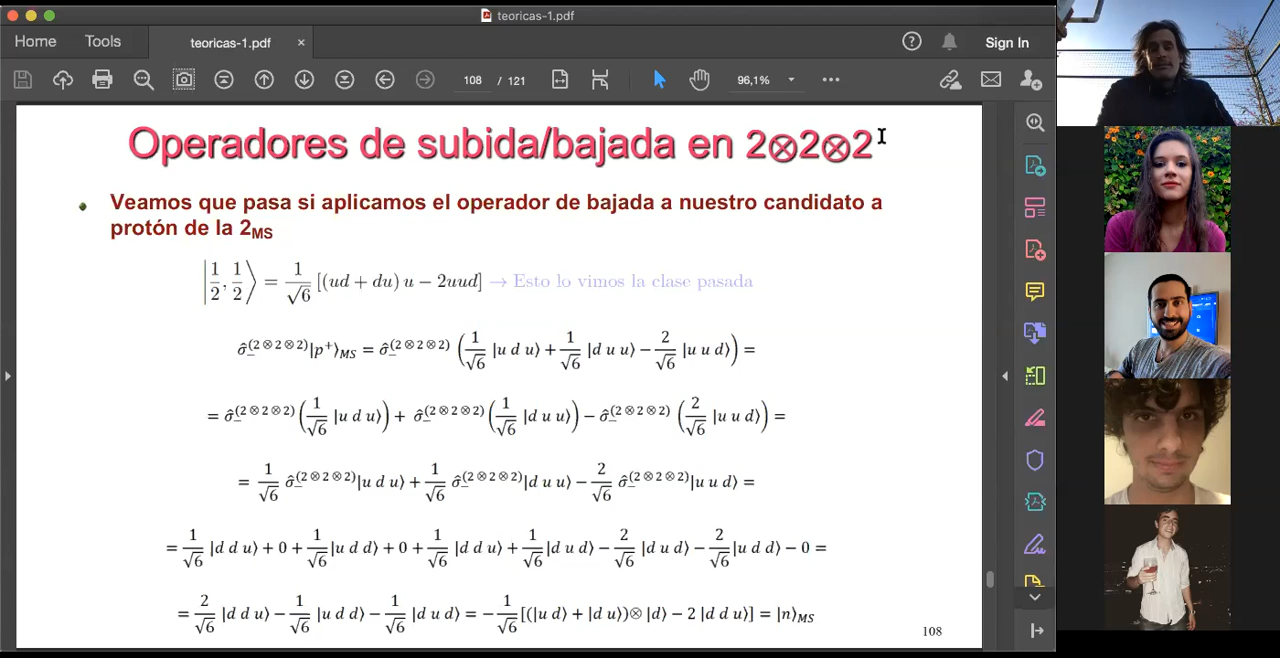 teoricas-1.pdf
Home
Tools
teoricas-1.pdf
×
Sign In
108 / 121
96,1%
Operadores de subida/bajada en 2⊗2⊗2
Veamos que pasa si aplicamos el operador de bajada a nuestro candidato a
protón de la 2_MS
|1/2, 1/2⟩ = 1/√6 [(ud + du) u − 2uud] → Esto lo vimos la clase pasada
σ̂_−^(2⊗2⊗2)|p⁺⟩_MS = σ̂_−^(2⊗2⊗2) (1/√6 |u d u⟩ + 1/√6 |d u u⟩ − 2/√6 |u u d⟩) =
= σ̂_−^(2⊗2⊗2) (1/√6 |u d u⟩) + σ̂_−^(2⊗2⊗2) (1/√6 |d u u⟩) − σ̂_−^(2⊗2⊗2) (2/√6 |u u d⟩) =
= 1/√6 σ̂_−^(2⊗2⊗2)|u d u⟩ + 1/√6 σ̂_−^(2⊗2⊗2)|d u u⟩ − 2/√6 σ̂_−^(2⊗2⊗2)|u u d⟩ =
= 1/√6 |d d u⟩ + 0 + 1/√6 |u d d⟩ + 0 + 1/√6 |d d u⟩ + 1/√6 |d u d⟩ − 2/√6 |d u d⟩ − 2/√6 |u d d⟩ − 0 =
= 2/√6 |d d u⟩ − 1/√6 |u d d⟩ − 1/√6 |d u d⟩ = − 1/√6 [(|u d⟩ + |d u⟩)⊗ |d⟩ − 2 |d d u⟩] = |n⟩_MS
108